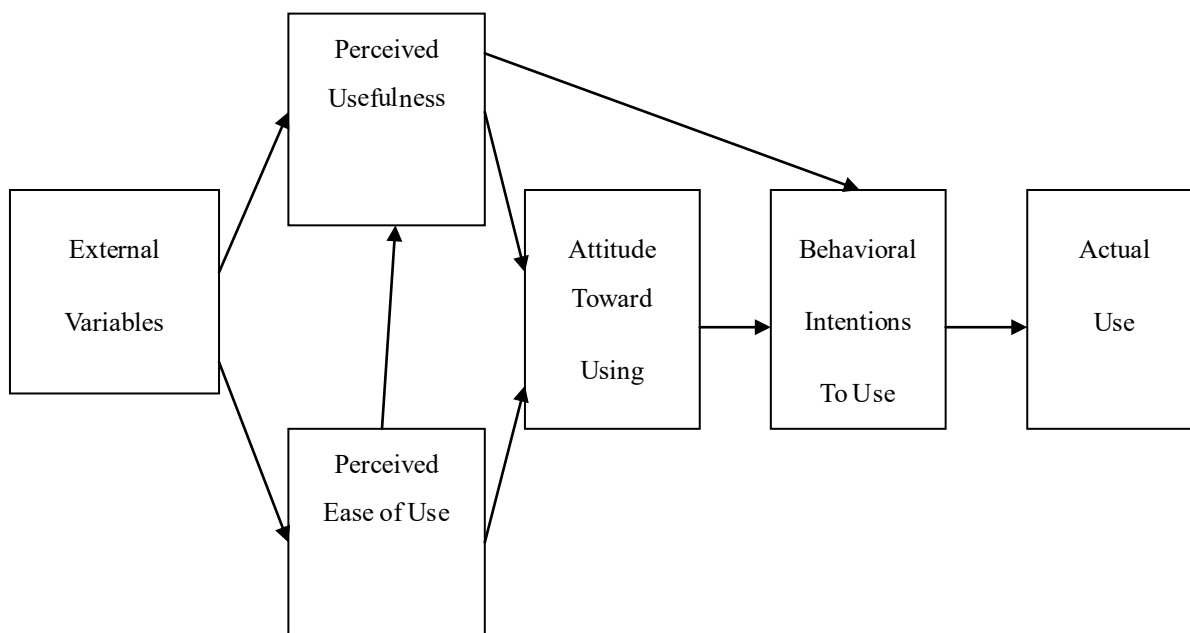 Perceived
Usefulness
External
Variables
Attitude
Toward
Using
Behavioral
Intentions
To Use
Actual
Use
Perceived
Ease of Use